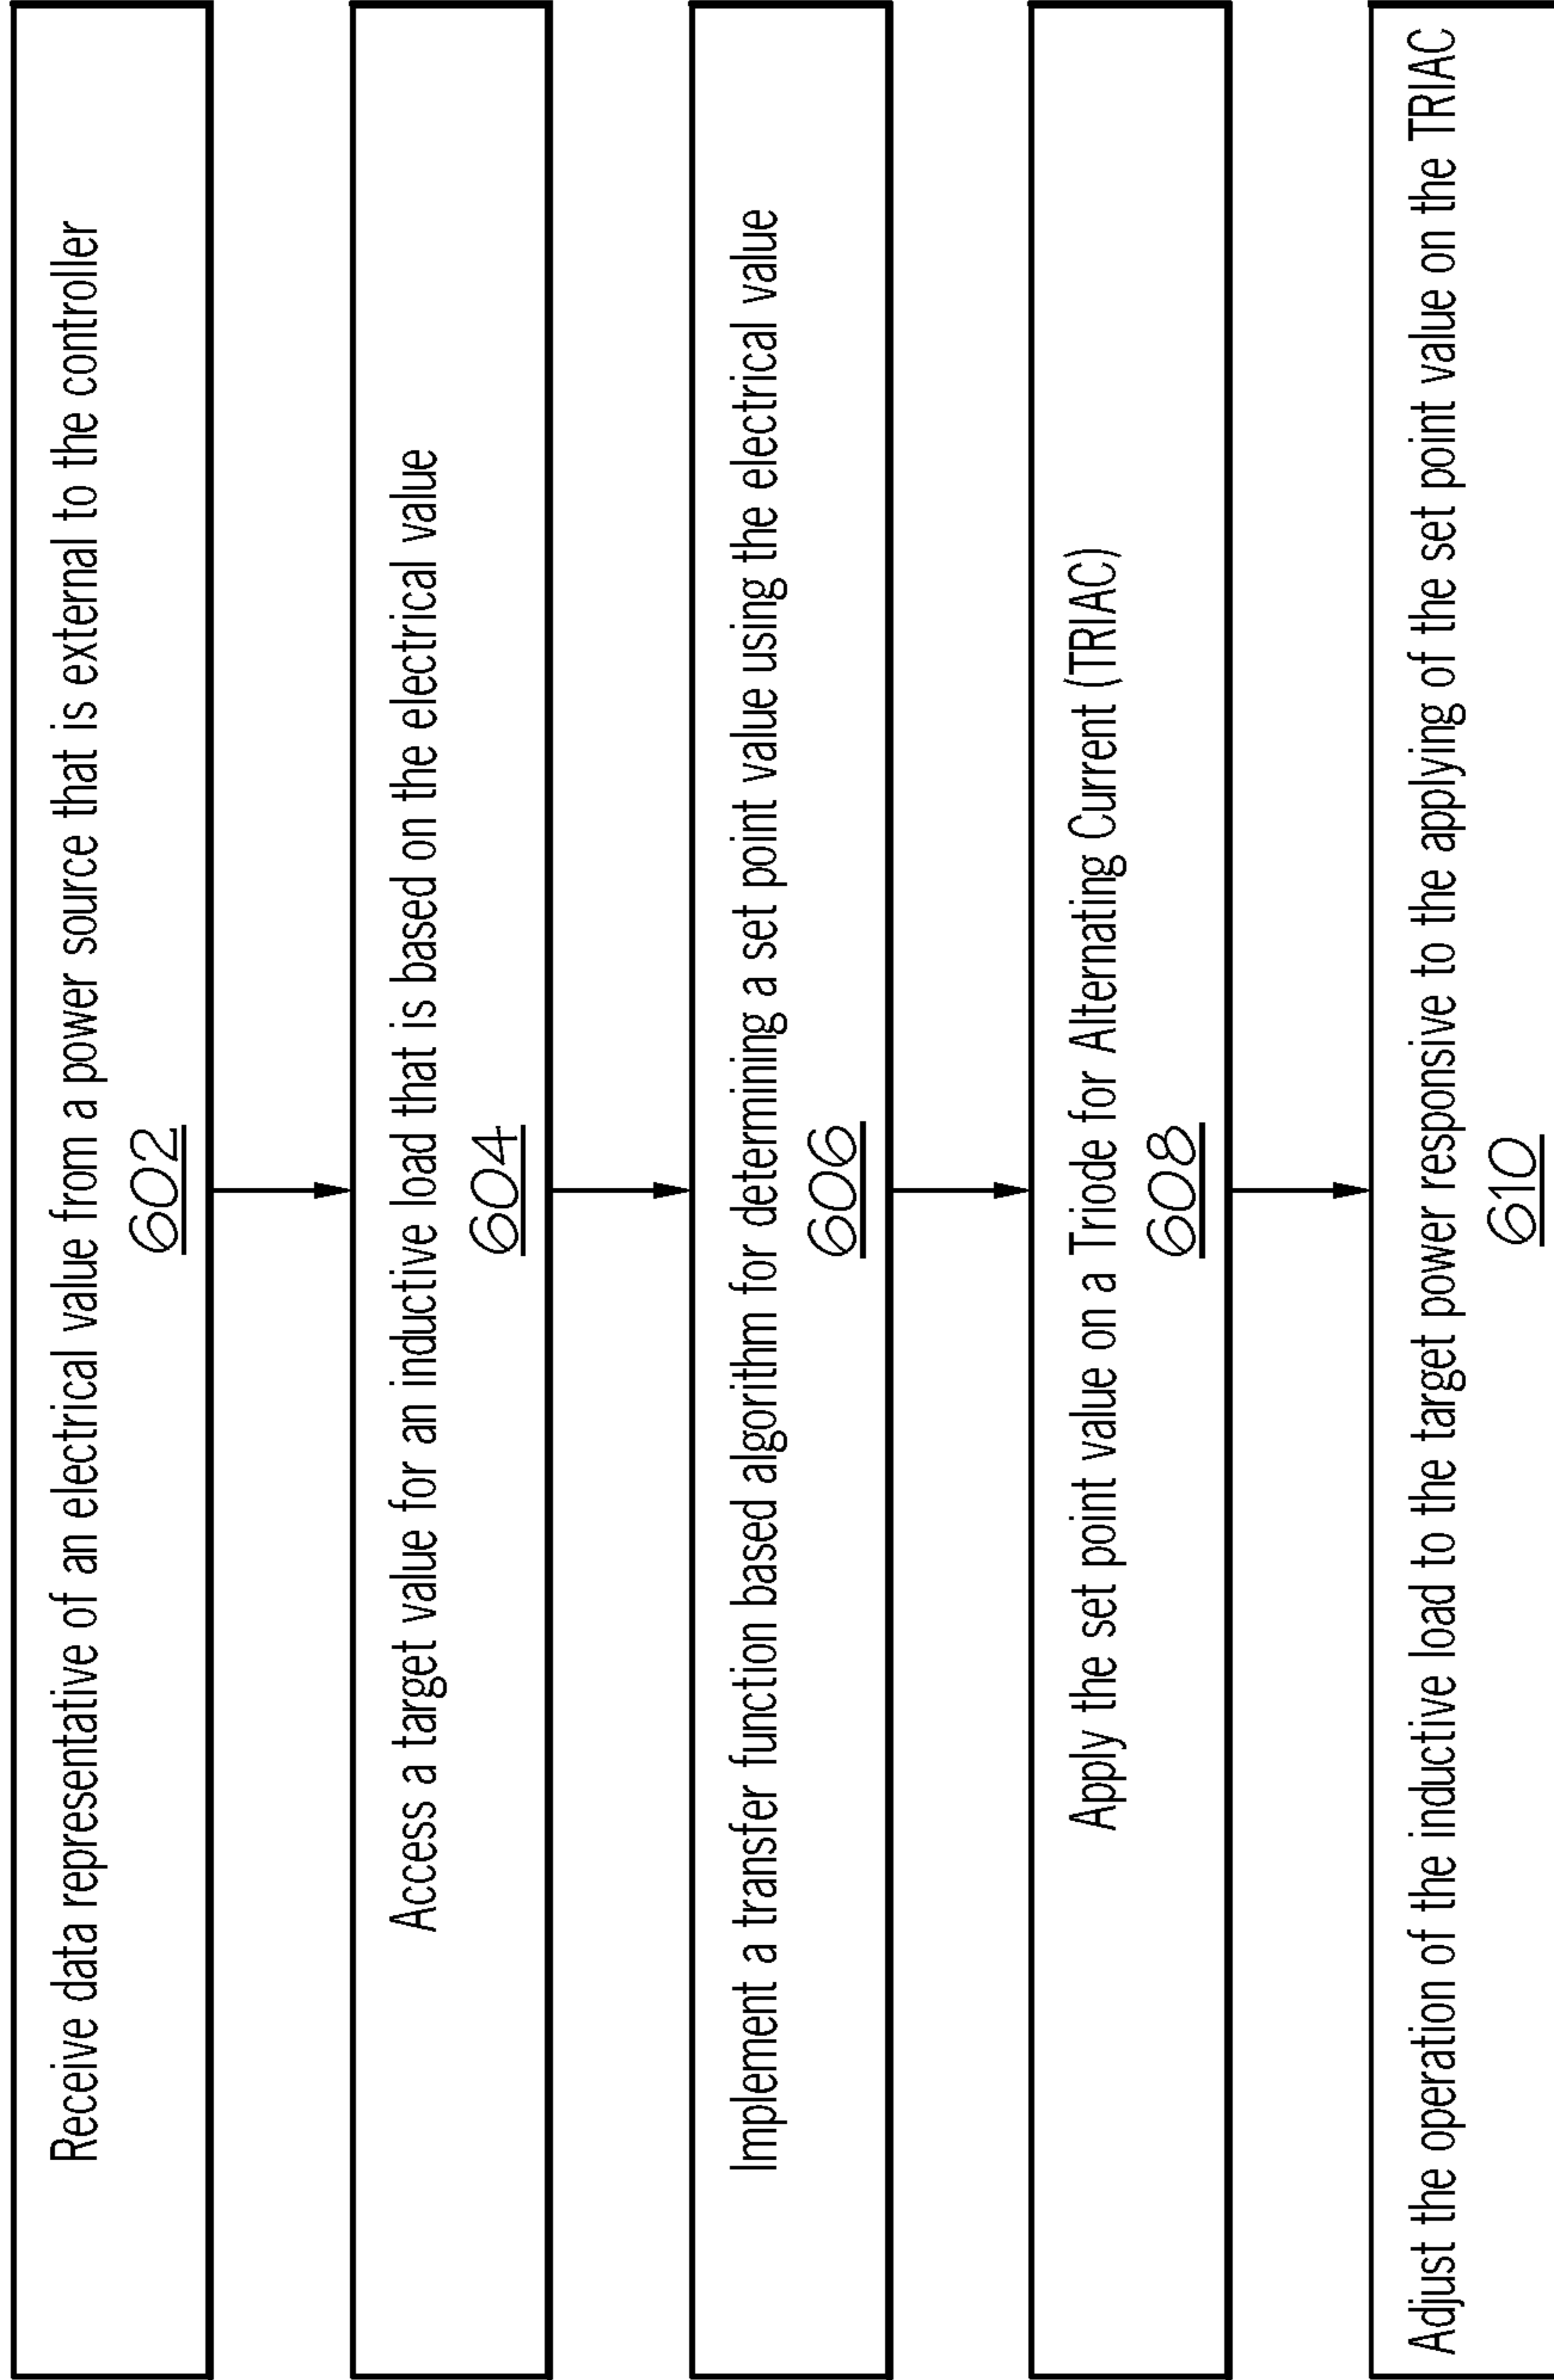 Receive data representative of an electrical value from a power source that is external to the controller
602
Access a target value for an inductive load that is based on the electrical value
604
Implement a transfer function based algorithm for determining a set point value using the electrical value
606
Apply the set point value on a Triode for Alternating Current (TRIAC)
608
Adjust the operation of the inductive load to the target power responsive to the applying of the set point value on the TRIAC
610